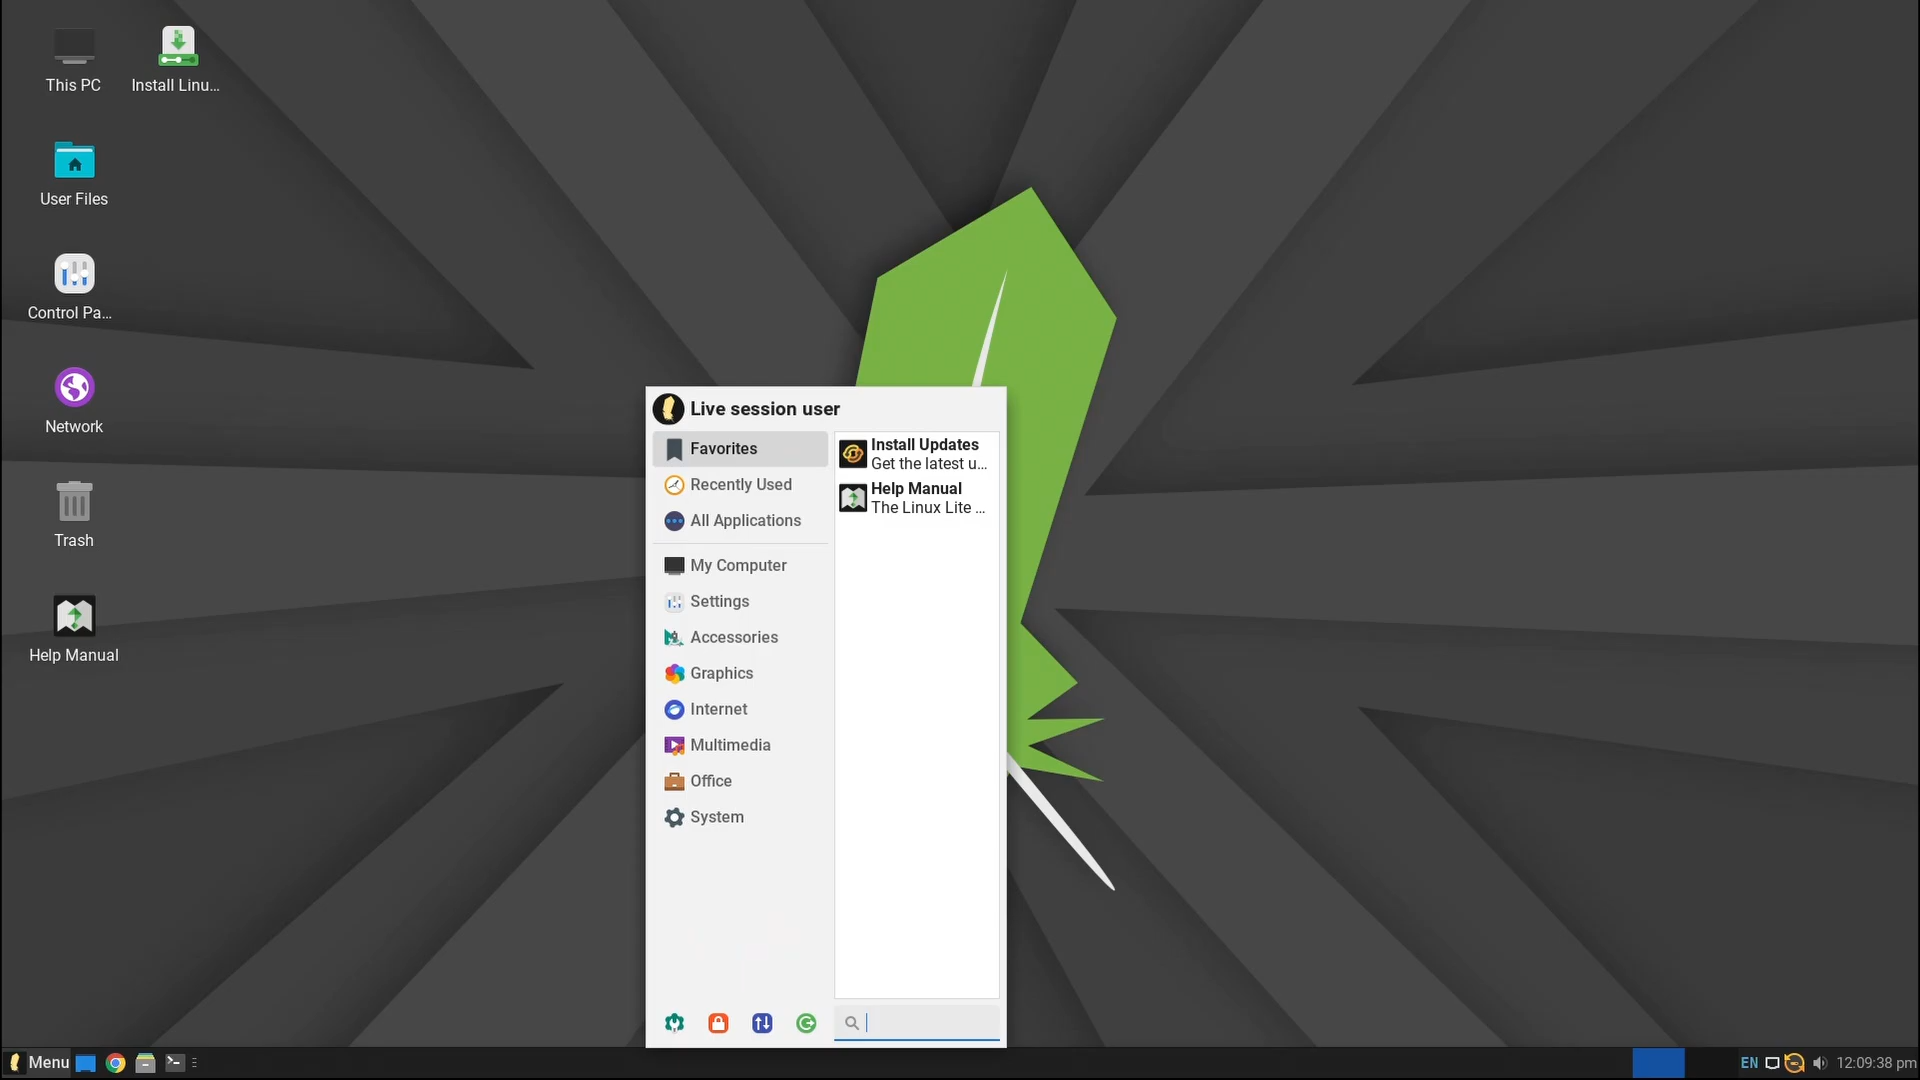 This PC
Install Linu...
User Files
Control Pa...
Network
Trash
Help Manual
Live session user
Favorites
Recently Used
All Applications
My Computer
Settings
Accessories
Graphics
Internet
Multimedia
Office
System
Install Updates
Get the latest u...
Help Manual
The Linux Lite ...
Menu
EN
12:09:38 pm